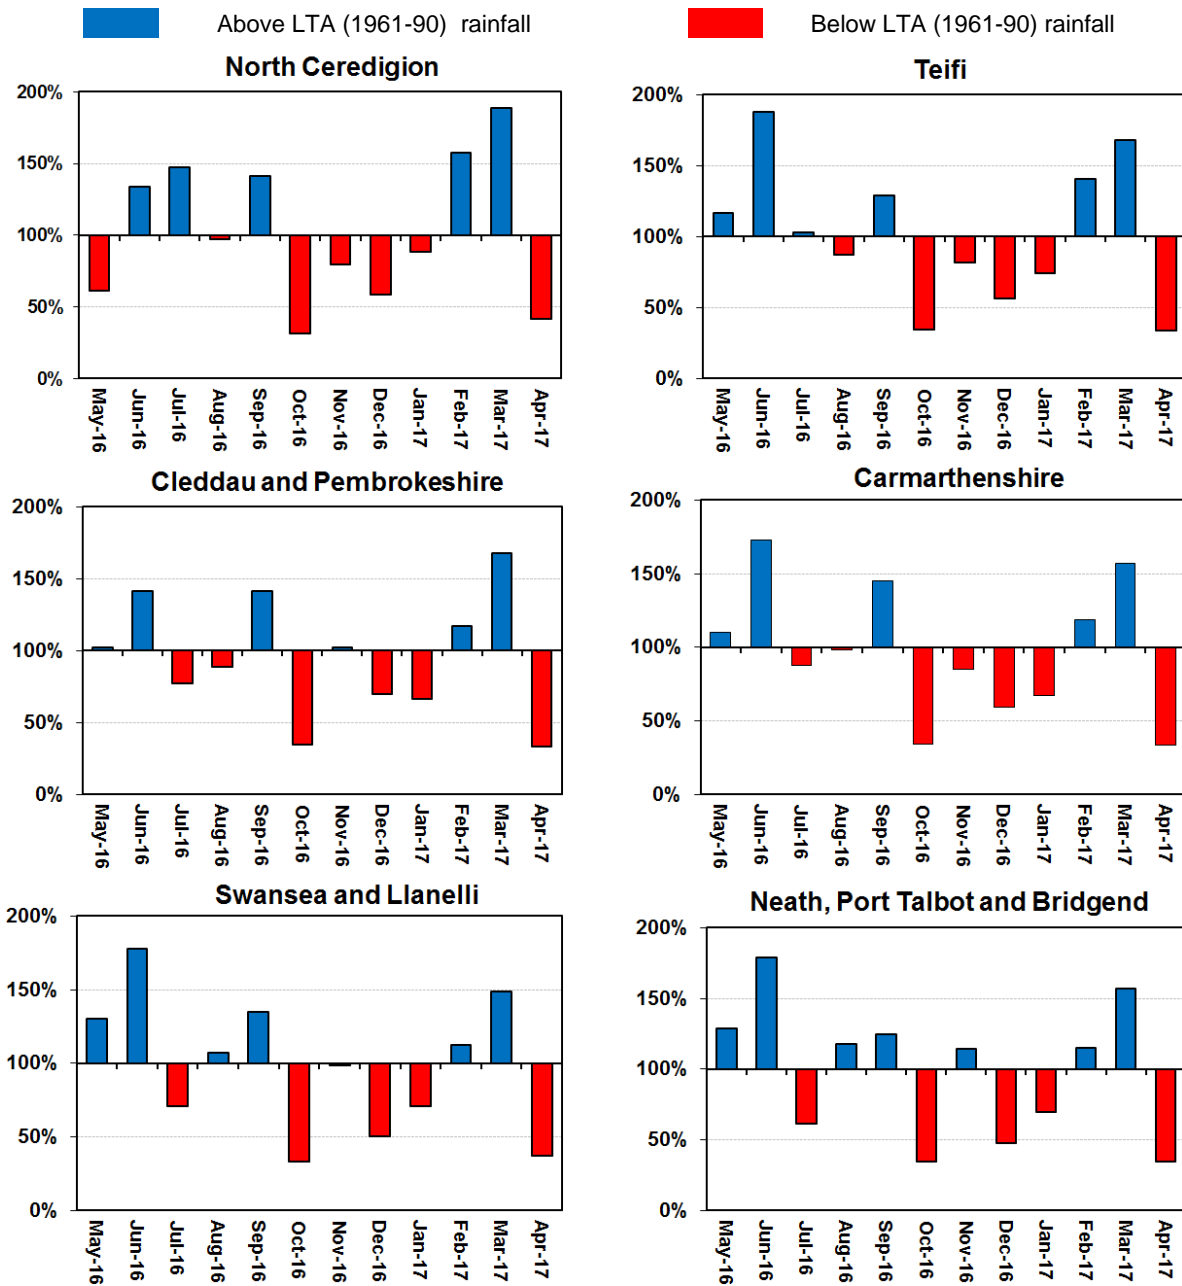 Above LTA (1961-90) rainfall
Below LTA (1961-90) rainfall
North Ceredigion
200%
150%
100%
50%
0%
May-16
Jun-16
Jul-16
Aug-16
Sep-16
Oct-16
Nov-16
Dec-16
Jan-17
Feb-17
Mar-17
Apr-17
Teifi
200%
150%
100%
50%
0%
May-16
Jun-16
Jul-16
Aug-16
Sep-16
Oct-16
Nov-16
Dec-16
Jan-17
Feb-17
Mar-17
Apr-17
Cleddau and Pembrokeshire
200%
150%
100%
50%
0%
May-16
Jun-16
Jul-16
Aug-16
Sep-16
Oct-16
Nov-16
Dec-16
Jan-17
Feb-17
Mar-17
Apr-17
Carmarthenshire
200%
150%
100%
50%
0%
May-16
Jun-16
Jul-16
Aug-16
Sep-16
Oct-16
Nov-16
Dec-16
Jan-17
Feb-17
Mar-17
Apr-17
Swansea and Llanelli
200%
150%
100%
50%
0%
May-16
Jun-16
Jul-16
Aug-16
Sep-16
Oct-16
Nov-16
Dec-16
Jan-17
Feb-17
Mar-17
Apr-17
Neath, Port Talbot and Bridgend
200%
150%
100%
50%
0%
May-16
Jun-16
Jul-16
Aug-16
Sep-16
Oct-16
Nov-16
Dec-16
Jan-17
Feb-17
Mar-17
Apr-17